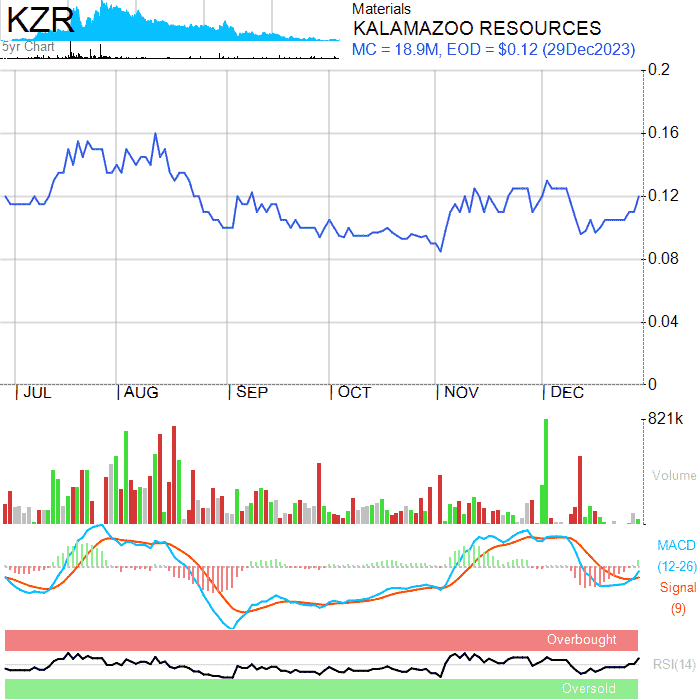 KZR
5yr Chart
Materials
KALAMAZOO RESOURCES
MC = 18.9M, EOD = $0.12 (29Dec2023)
0.2
0.16
0.12
0.08
0.04
0
JUL
AUG
SEP
OCT
NOV
DEC
821k
Volume
MACD
(12-26)
Signal
(9)
Overbought
RSI(14)
Oversold